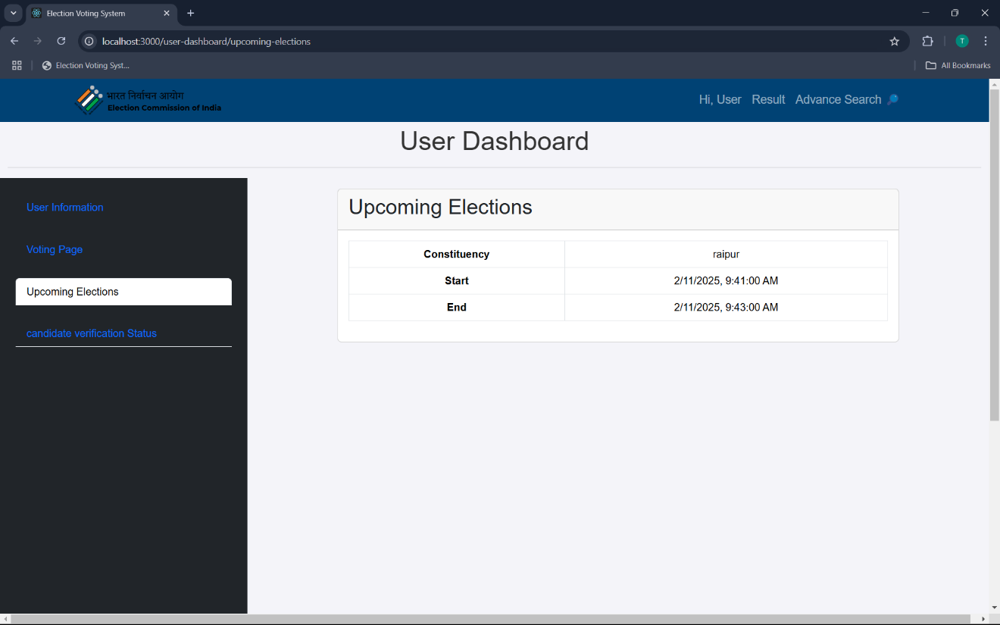 Election Voting System
localhost:3000/user-dashboard/upcoming-elections
T
Election Voting Syst...
All Bookmarks
भारत निर्वाचन आयोग
Election Commission of India
Hi, User Result Advance Search
User Dashboard
User Information
Voting Page
Upcoming Elections
candidate verification Status
Upcoming Elections
Constituency raipur
Start 2/11/2025, 9:41:00 AM
End 2/11/2025, 9:43:00 AM